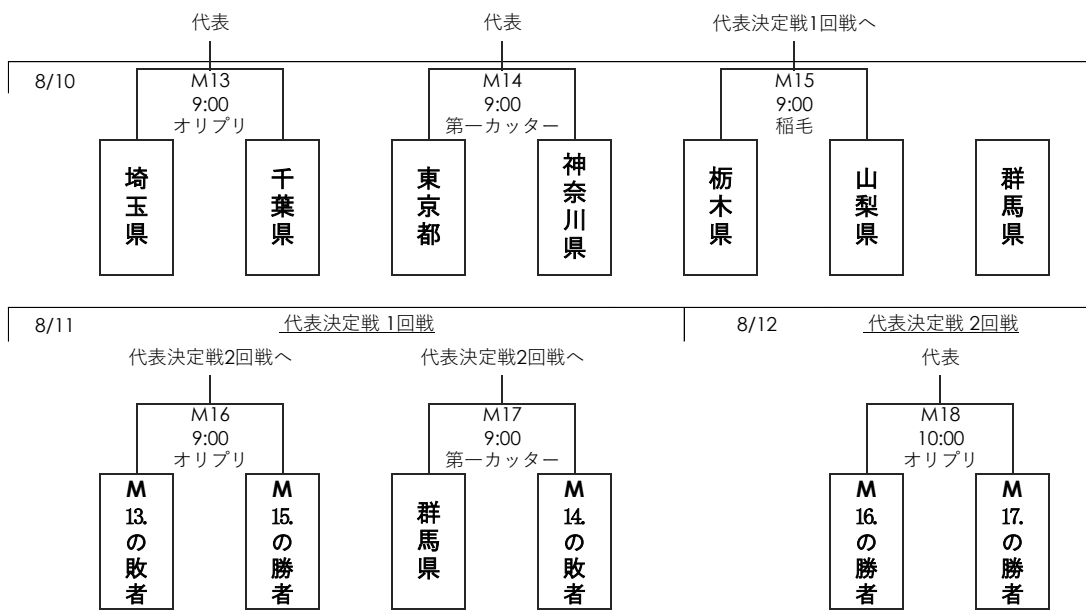 代表
代表
代表決定戦1回戦へ
8/10
M13
9:00
オリプリ
M14
9:00
第一カッター
M15
9:00
稲毛
埼玉県
千葉県
東京都
神奈川県
栃木県
山梨県
群馬県
8/11
代表決定戦 1回戦
8/12
代表決定戦 2回戦
代表決定戦2回戦へ
代表決定戦2回戦へ
代表
M16
9:00
オリプリ
M17
9:00
第一カッター
M18
10:00
オリプリ
M13.の敗者
M15.の勝者
群馬県
M14.の敗者
M16.の勝者
M17.の勝者